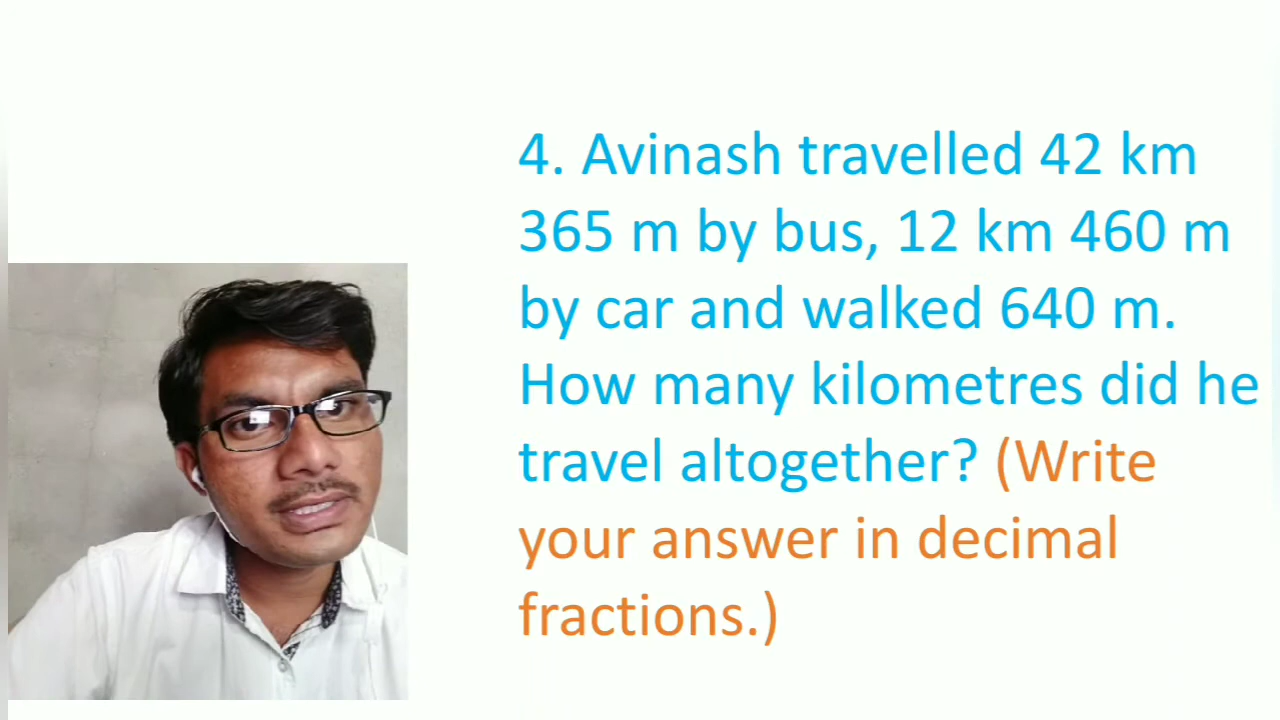 4. Avinash travelled 42 km
365 m by bus, 12 km 460 m
by car and walked 640 m.
How many kilometres did he
travel altogether? (Write
your answer in decimal
fractions.)